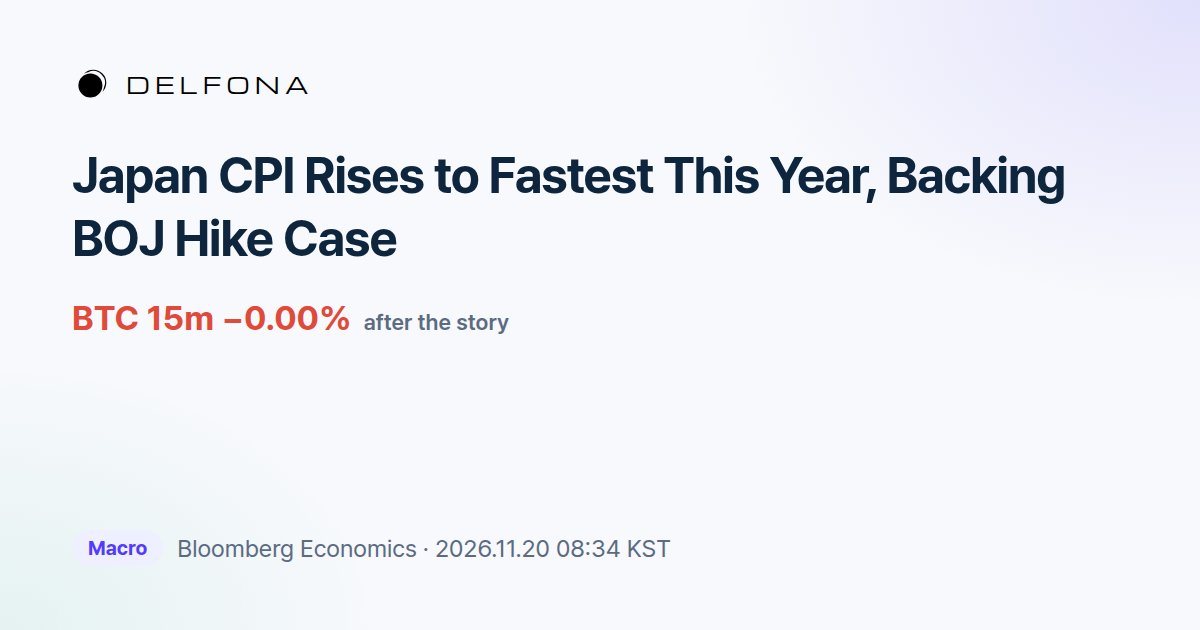 DELFONA
Japan CPI Rises to Fastest This Year, Backing
BOJ Hike Case
BTC 15m −0.00% after the story
Macro Bloomberg Economics · 2026.11.20 08:34 KST